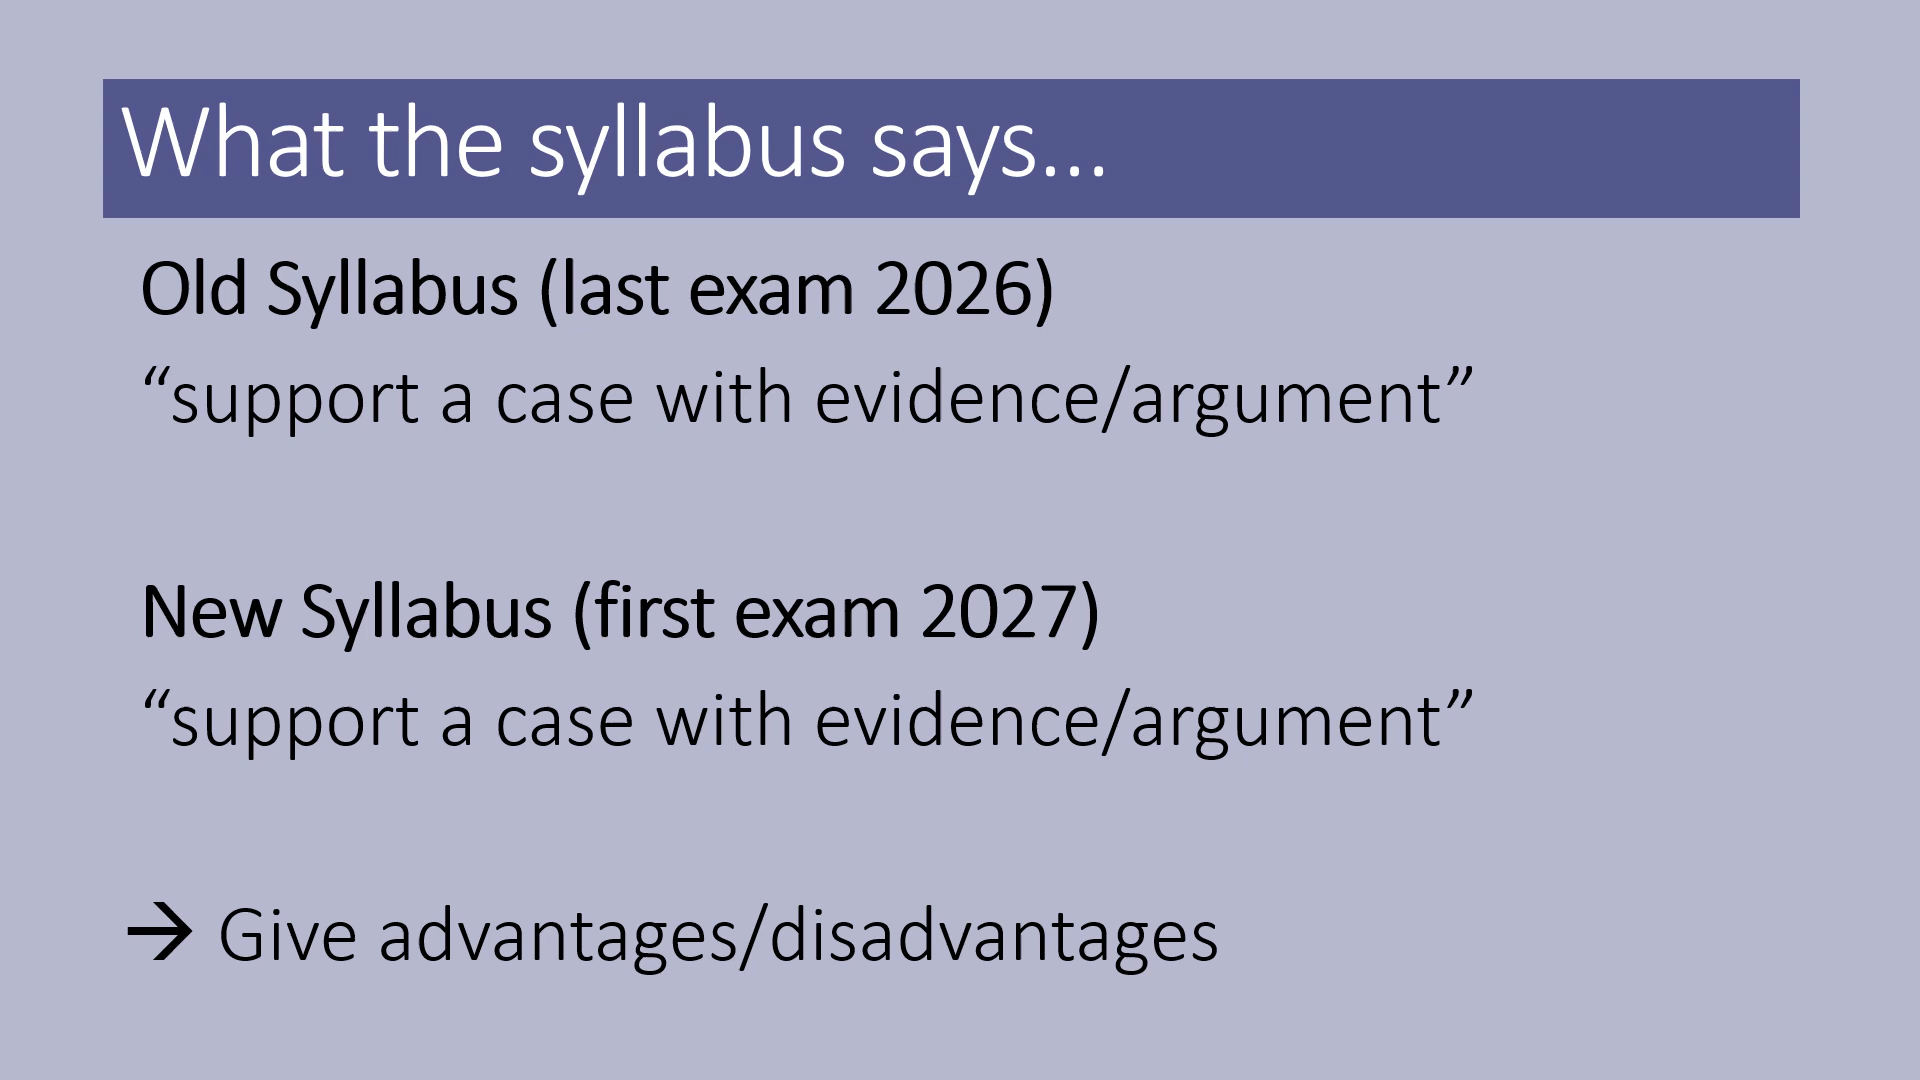 What the syllabus says…
Old Syllabus (last exam 2026)
“support a case with evidence/argument”
New Syllabus (first exam 2027)
“support a case with evidence/argument”
→ Give advantages/disadvantages